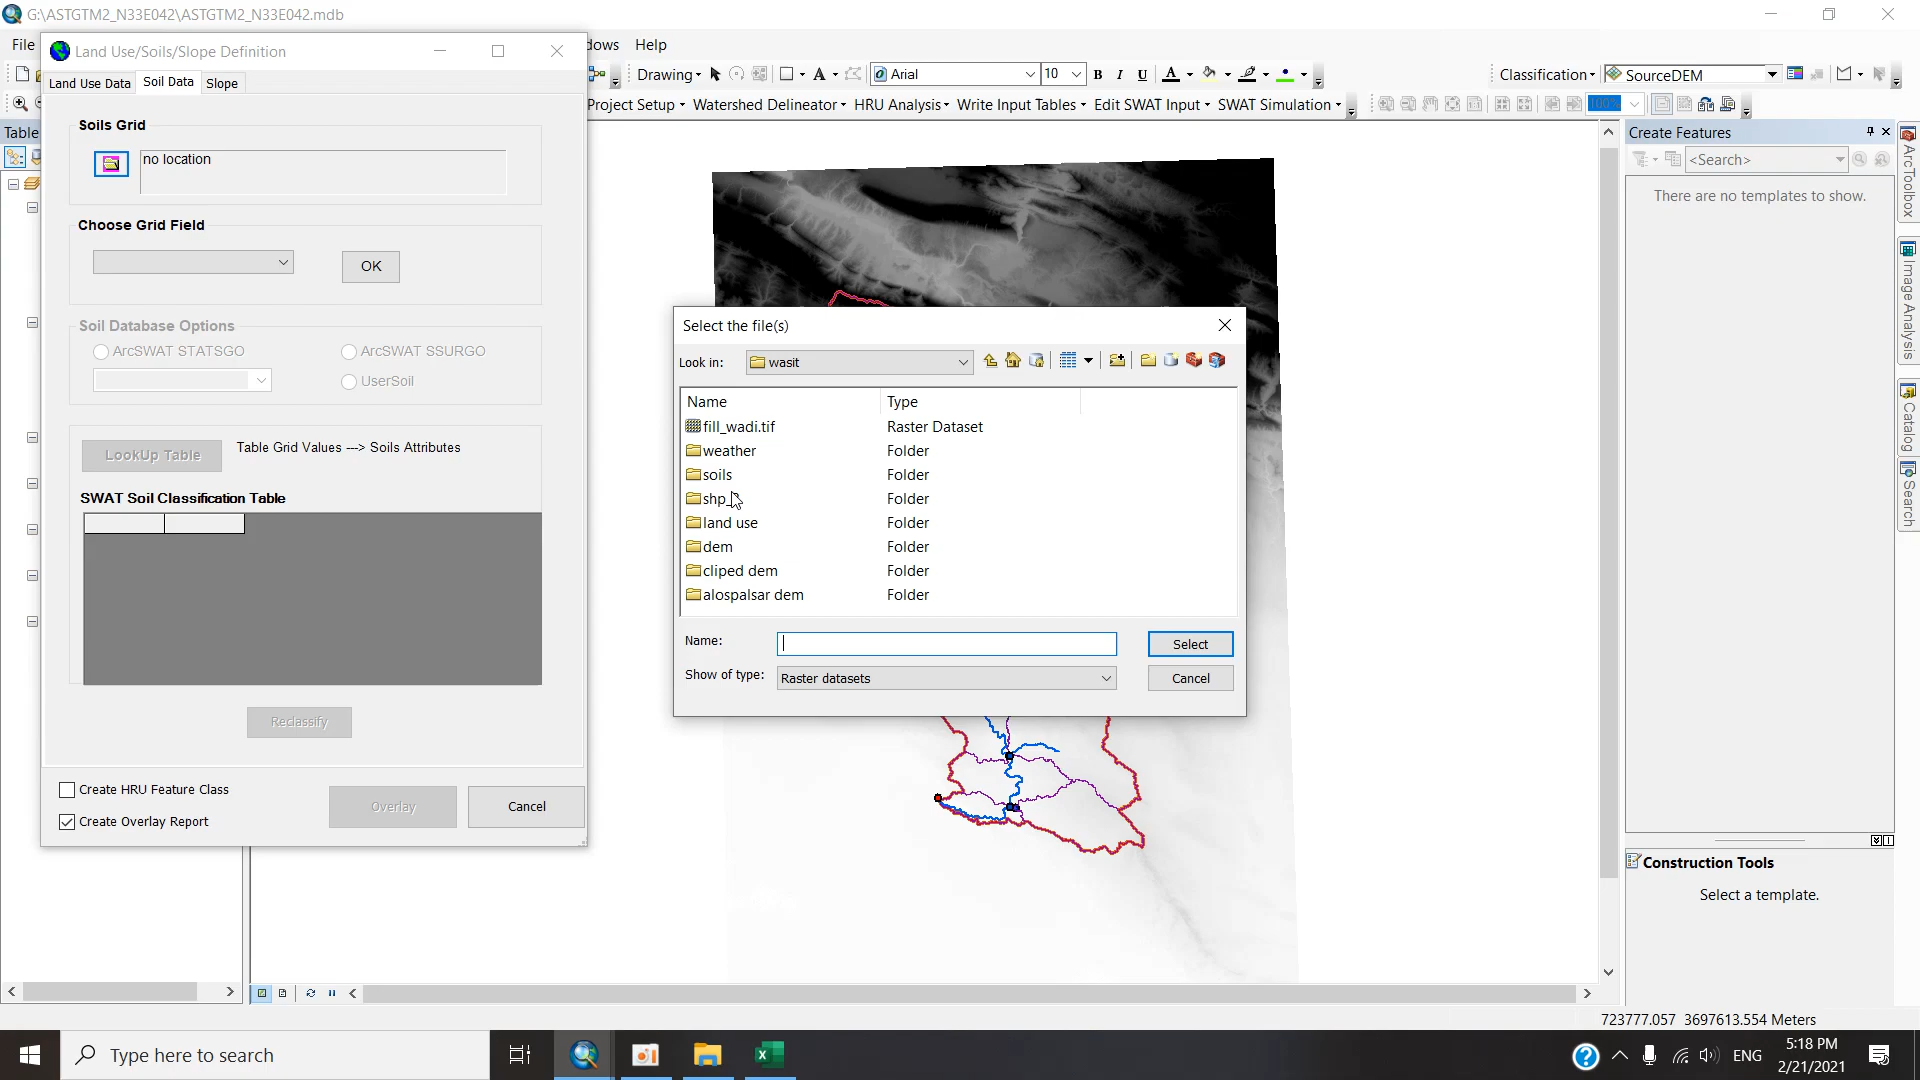 G:\ASTGTM2_N33E042\ASTGTM2_N33E042.mdb
File
dows Help
Land Use/Soils/Slope Definition
Land Use Data Soil Data Slope
Drawing
Arial
10
B I U A
Classification
SourceDEM
Project Setup Watershed Delineator HRU Analysis Write Input Tables Edit SWAT Input SWAT Simulation
100%
Table
Soils Grid
no location
Choose Grid Field
OK
Soil Database Options
ArcSWAT STATSGO
ArcSWAT SSURGO
UserSoil
LookUp Table
Table Grid Values ---> Soils Attributes
SWAT Soil Classification Table
Reclassify
Create HRU Feature Class
Create Overlay Report
Overlay
Cancel
Select the file(s)
Look in:
wasit
Name Type
fill_wadi.tif Raster Dataset
weather Folder
soils Folder
shp_ Folder
land use Folder
dem Folder
cliped dem Folder
alospalsar dem Folder
Name:
Select
Show of type:
Raster datasets
Cancel
Create Features
<Search>
There are no templates to show.
Construction Tools
Select a template.
ArcToolbox
Image Analysis
Catalog
Search
723777.057 3697613.554 Meters
Type here to search
ENG
5:18 PM
2/21/2021